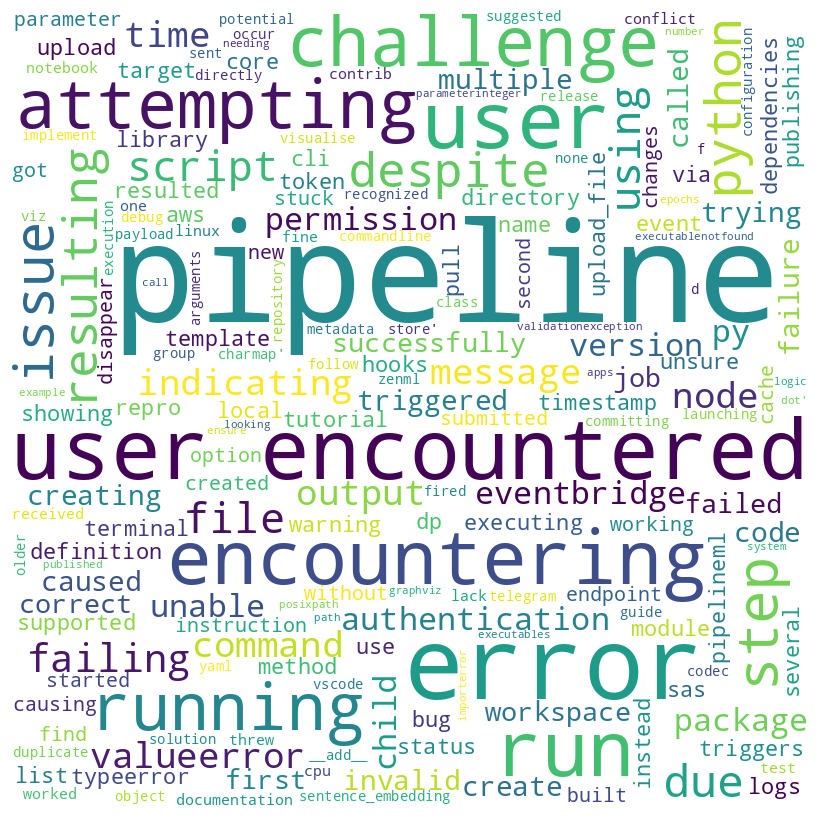 parameter
upload
notebook
time
potential
occur
sent
needing
directly
target
core
challenge
suggested
conflict
number
configuration
python
called
publishing
dependencies
attempting
contrib
multiple
parameterinteger
release
user
using
none
changes
f
via
implement
library
visualise
cli
got
resulting
script
resulted
despite
token
stuck
recognized
directory
upload_file
event
trying
epochs
issue
viz
one
debug
aws
payload
linux
fine
permission
commandline
name
pull
second
executablenotfound
execution
disappear
new
call
arguments
pipeline
class
d
failure
template
repository
metadata
store'
validationexception
group
charmap
successfully
version
py
hooks
follow
zenml
unsure
apps
logic
dot'
example
indicating
message
job
node
cache
showing
repro
local
looking
tutorial
triggered
submitted
timestamp
committing
launching
ensure
user encountered
option
creating
created
output
fired
eventbridge
failed
received
file
warning
dp
executing
working
code
terminal
older
definition
published
caused
encountering
system
pipelineml
correct
unable
without
posixpath
path
graphviz
lack
telegram
endpoint
guide
supported
instruction
authentication
executables
module
step
several
failing
command
use
started
yaml
method
importerror
error
codec
causing
vscode
child
running
sas
find
bug
workspace
instead
package
duplicate
solution
threw
valueerror
__add__
status
triggers
run
due
test
list
typeerror
first
cpu
invalid
create
built
logs
worked
object
documentation
sentence_embedding